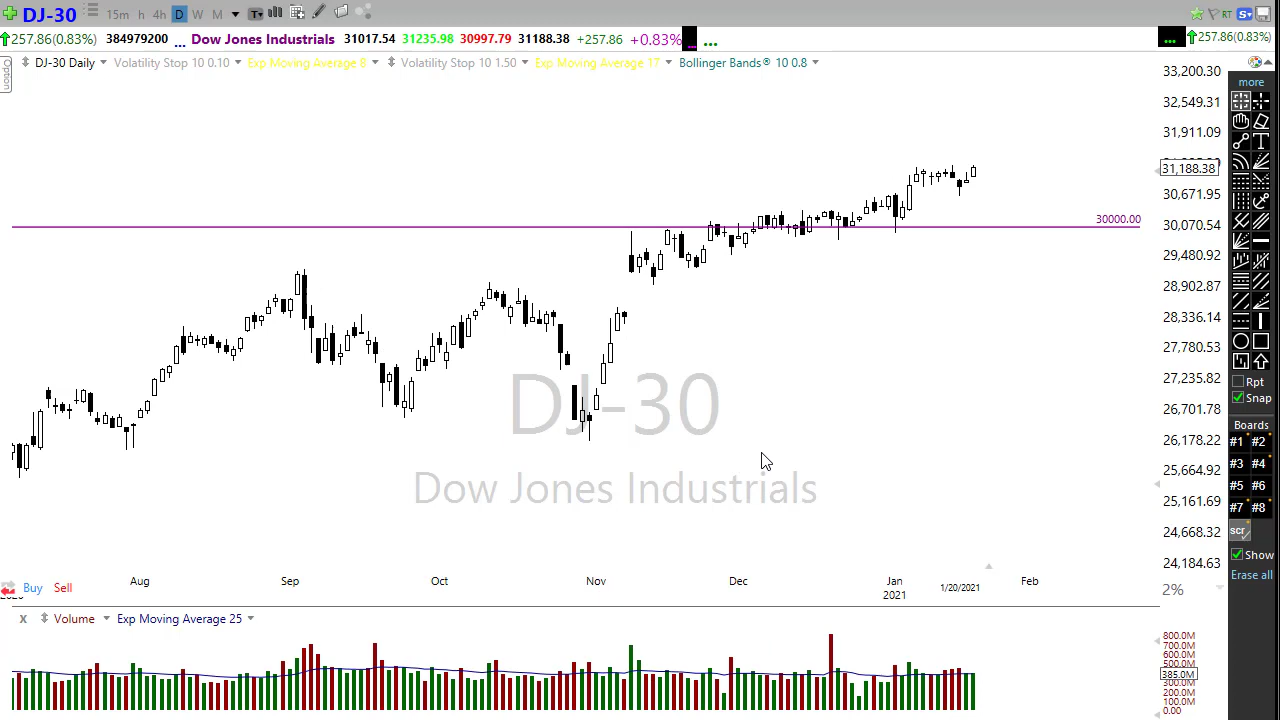 DJ-30 15m h 4h D W M T RT S
257.86(0.83%) 384979200 ... Dow Jones Industrials 31017.54 31235.98 30997.79 31188.38 +257.86 +0.83% ... ... ... 257.86(0.83%)
Option
DJ-30 Daily Volatility Stop 10 0.10 Exp Moving Average 8 Volatility Stop 10 1.50 Exp Moving Average 17 Bollinger Bands® 10 0.8
33,200.30
more
32,549.31
31,911.09
31,188.38
30,671.95
30000.00
30,070.54
29,480.92
28,902.87
28,336.14
27,780.53
27,235.82
Rpt
Snap
DJ-30
26,701.78
Boards
26,178.22
#1 #2
#3 #4
25,664.92
Dow Jones Industrials
#5 #6
25,161.69
#7 #8
24,668.32
scr
Show
24,184.63
Erase all
Buy Sell
Aug Sep Oct Nov Dec Jan 1/20/2021 Feb
2021
2%
X Volume Exp Moving Average 25
800.0M
700.0M
600.0M
500.0M
385.0M
300.0M
200.0M
100.0M
0.00